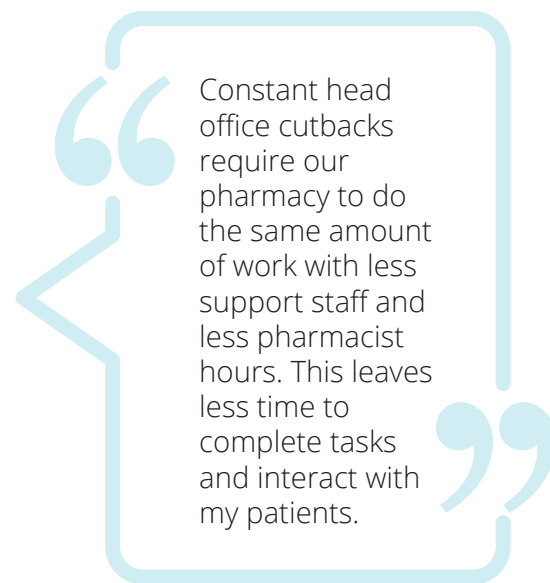 Constant head
office cutbacks
require our
pharmacy to do
the same amount
of work with less
support staff and
less pharmacist
hours. This leaves
less time to
complete tasks
and interact with
my patients.